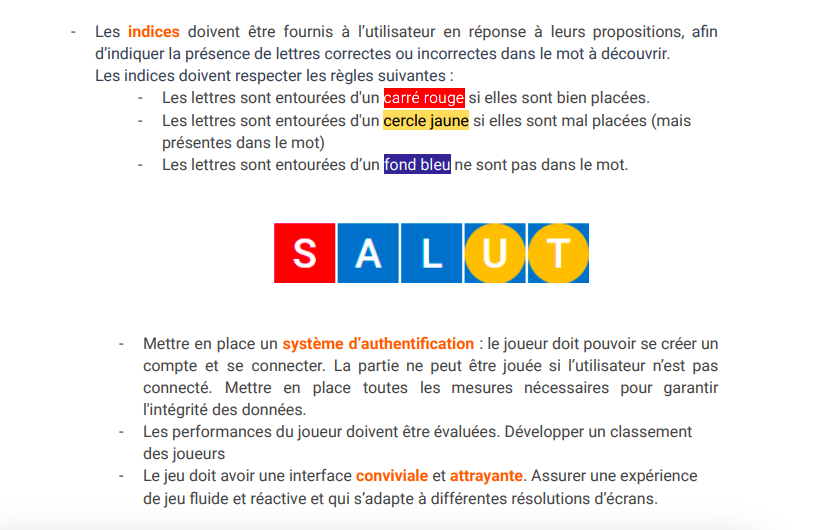 - Les indices doivent être fournis à l’utilisateur en réponse à leurs propositions, afin
d’indiquer la présence de lettres correctes ou incorrectes dans le mot à découvrir.
Les indices doivent respecter les règles suivantes :
- Les lettres sont entourées d'un carré rouge si elles sont bien placées.
- Les lettres sont entourées d'un cercle jaune si elles sont mal placées (mais
présentes dans le mot)
- Les lettres sont entourées d’un fond bleu ne sont pas dans le mot.
SALUT
- Mettre en place un système d’authentification : le joueur doit pouvoir se créer un
compte et se connecter. La partie ne peut être jouée si l’utilisateur n’est pas
connecté. Mettre en place toutes les mesures nécessaires pour garantir
l'intégrité des données.
- Les performances du joueur doivent être évaluées. Développer un classement
des joueurs
- Le jeu doit avoir une interface conviviale et attrayante. Assurer une expérience
de jeu fluide et réactive et qui s’adapte à différentes résolutions d’écrans.